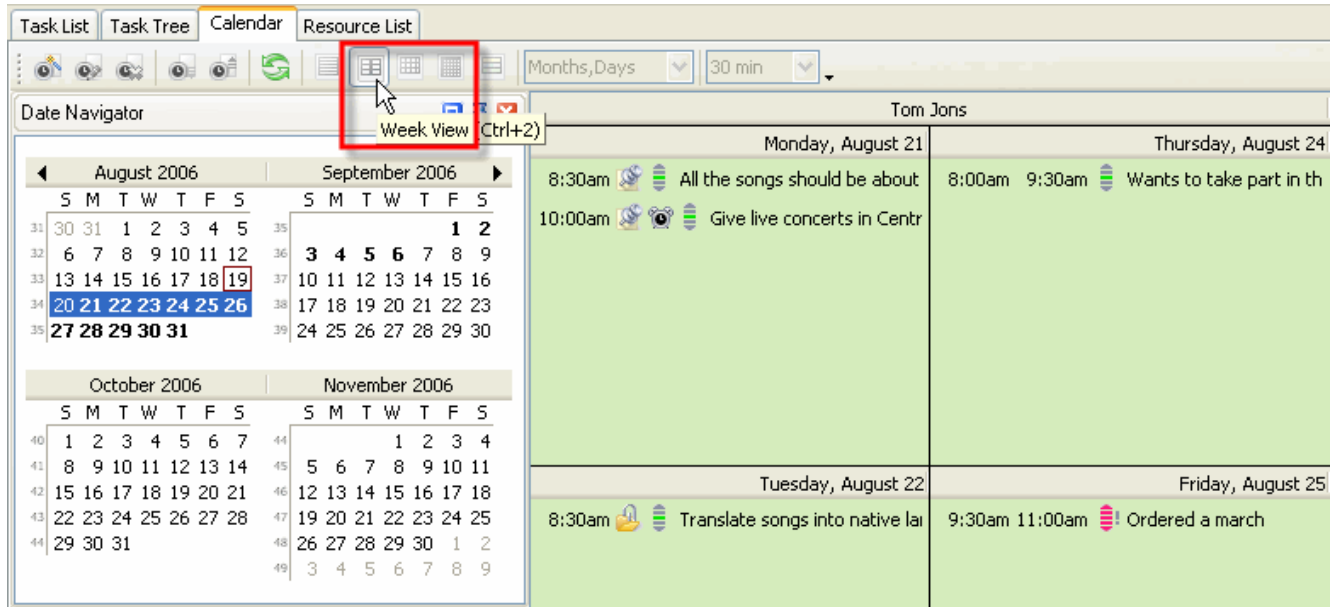 Task List Task Tree Calendar Resource List
Months,Days 30 min
Date Navigator
Week View (Ctrl+2)
Tom Jons
August 2006 September 2006
S M T W T F S S M T W T F S
31 30 31 1 2 3 4 5 35 1 2
32 6 7 8 9 10 11 12 36 3 4 5 6 7 8 9
33 13 14 15 16 17 18 19 37 10 11 12 13 14 15 16
34 20 21 22 23 24 25 26 38 17 18 19 20 21 22 23
35 27 28 29 30 31 39 24 25 26 27 28 29 30
October 2006 November 2006
S M T W T F S S M T W T F S
40 1 2 3 4 5 6 7 44 1 2 3 4
41 8 9 10 11 12 13 14 45 5 6 7 8 9 10 11
42 15 16 17 18 19 20 21 46 12 13 14 15 16 17 18
43 22 23 24 25 26 27 28 47 19 20 21 22 23 24 25
44 29 30 31 48 26 27 28 29 30 1 2
49 3 4 5 6 7 8 9
Monday, August 21 Thursday, August 24
8:30am All the songs should be about 8:00am 9:30am Wants to take part in th
10:00am Give live concerts in Centr
Tuesday, August 22 Friday, August 25
8:30am Translate songs into native lan 9:30am 11:00am ! Ordered a march